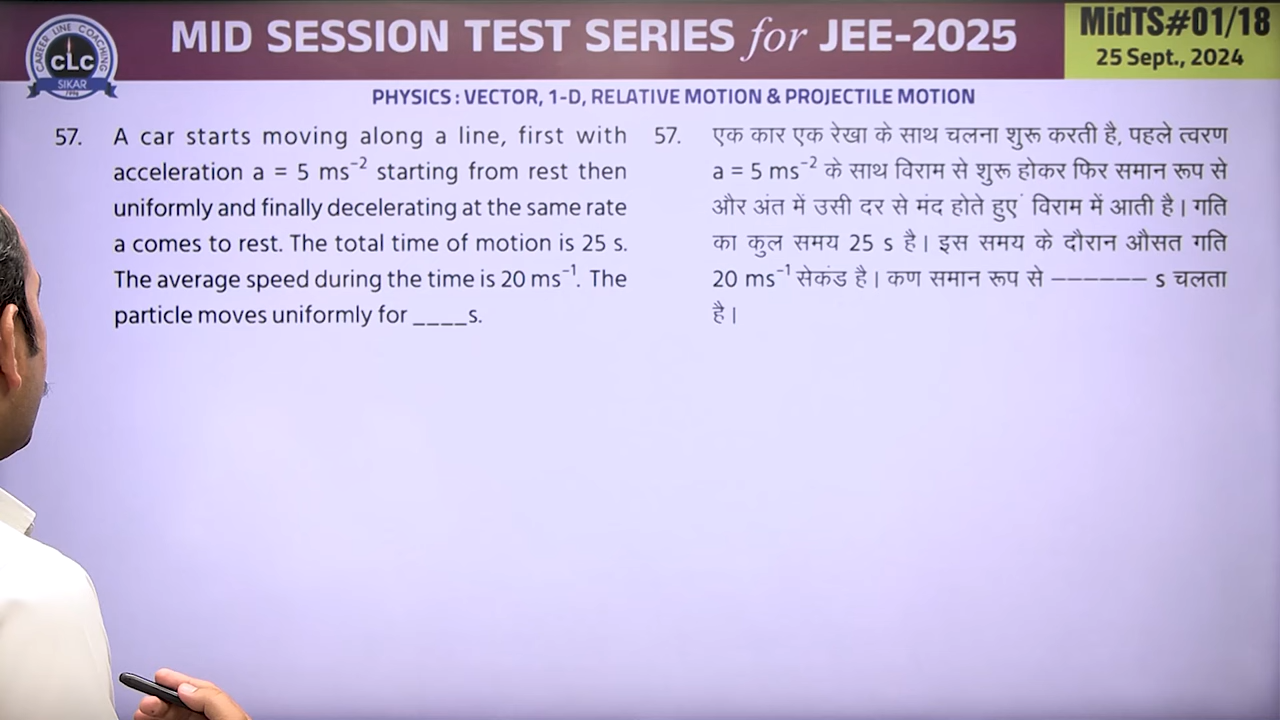 CAREER LINE COACHING
CLC
SIKAR
MID SESSION TEST SERIES for JEE-2025
MidTS#01/18
25 Sept., 2024
PHYSICS : VECTOR, 1-D, RELATIVE MOTION & PROJECTILE MOTION
57. A car starts moving along a line, first with
acceleration a = 5 ms⁻² starting from rest then
uniformly and finally decelerating at the same rate
a comes to rest. The total time of motion is 25 s.
The average speed during the time is 20 ms⁻¹. The
particle moves uniformly for ____s.
57. एक कार एक रेखा के साथ चलना शुरू करती है, पहले त्वरण
a = 5 ms⁻² के साथ विराम से शुरू होकर फिर समान रूप से
और अंत में उसी दर से मंद होते हुए विराम में आती है। गति
का कुल समय 25 s है। इस समय के दौरान औसत गति
20 ms⁻¹ सेकंड है। कण समान रूप से —————— s चलता
है।